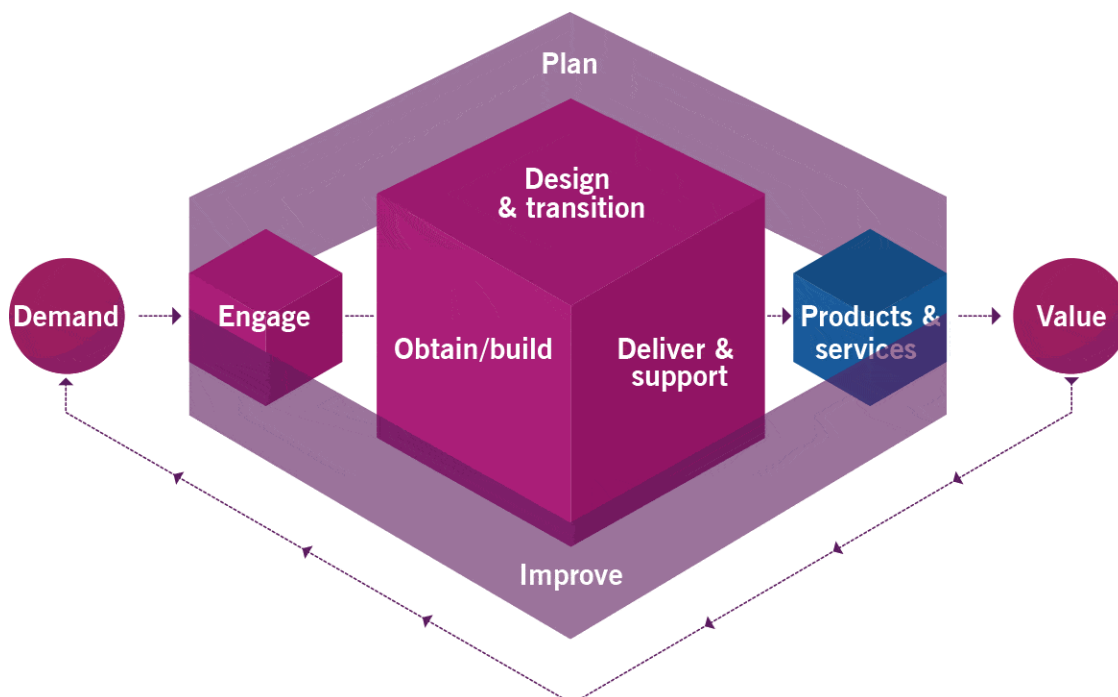 Plan
Design
& transition
Demand
Engage
Obtain/build
Deliver &
support
Products &
services
Value
Improve